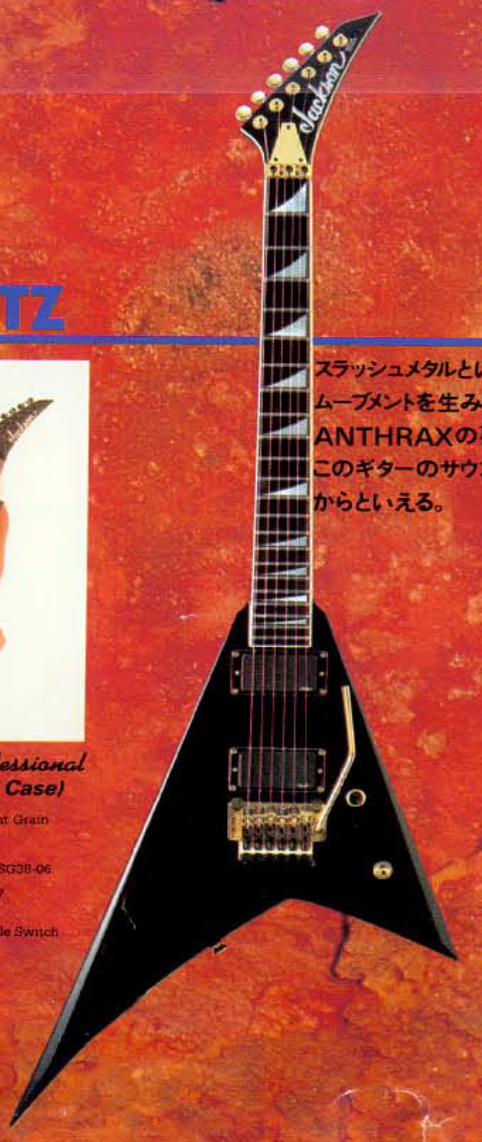 Jackson
TZ
スラッシュメタルとい
ムーブメントを生み
ANTHRAXの
このギターのサウ
からといえる。
Jackson
essional
Case)
nt Grain
SG38-06
7
le Switch